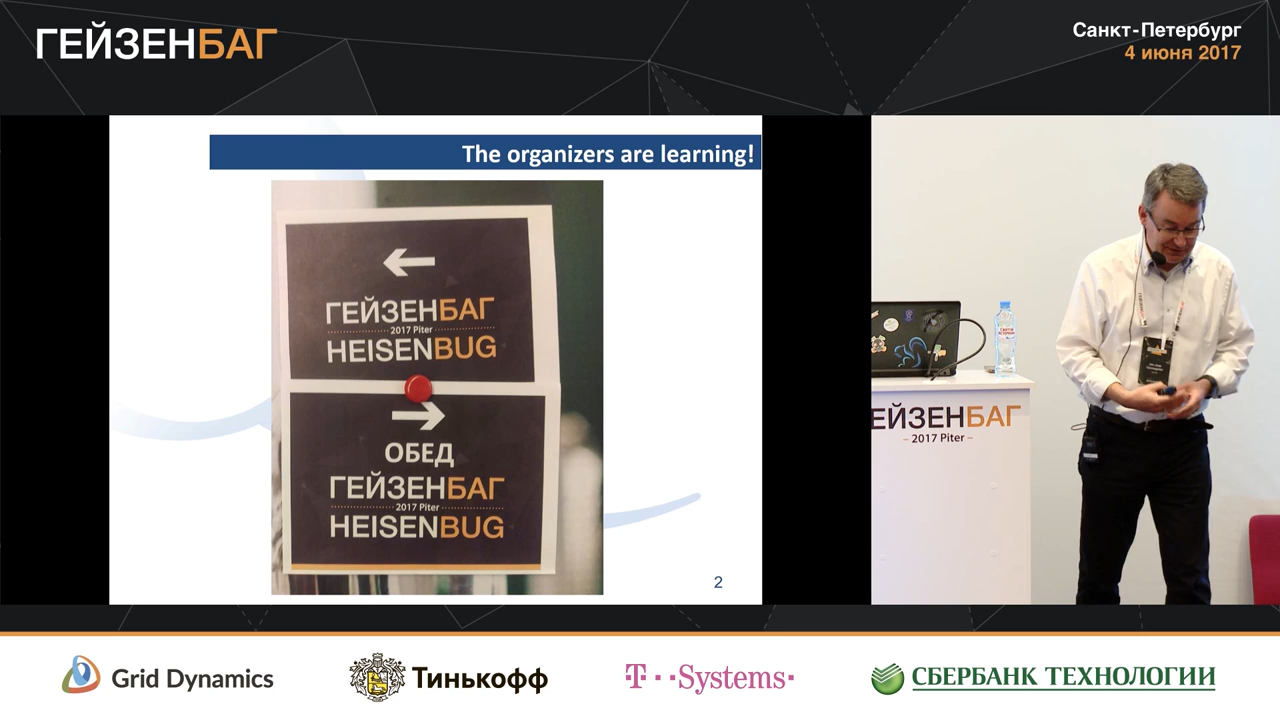 ГЕЙЗЕНБАГ
Санкт-Петербург
4 июня 2017
The organizers are learning!
ГЕЙЗЕНБАГ
2017 Piter
HEISENBUG
ОБЕД
ГЕЙЗЕНБАГ
2017 Piter
HEISENBUG
2
ЕЙЗЕНБАГ
– 2017 Piter –
Grid Dynamics
Тинькофф
T··Systems·
СБЕРБАНК ТЕХНОЛОГИИ